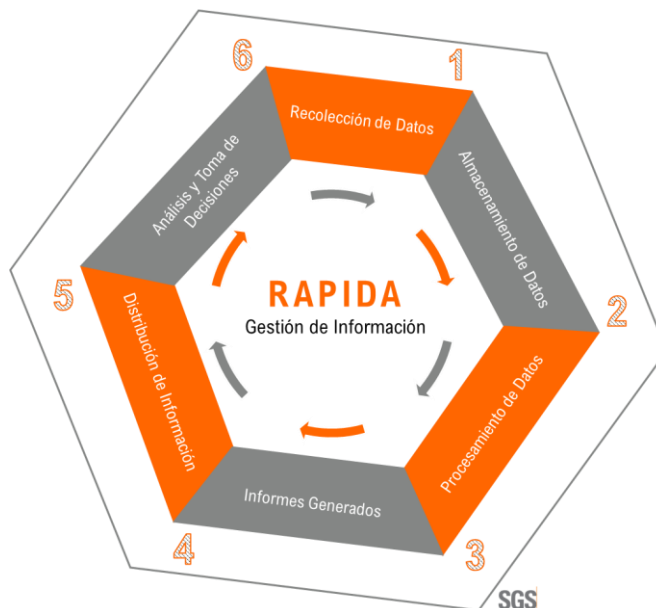 6
1
Recolección de Datos
Análisis y Toma de
Decisiones
Almacenamiento de Datos
RAPIDA
Gestión de Información
5
2
Distribución de Información
Procesamiento de Datos
Informes Generados
4
3
SGS